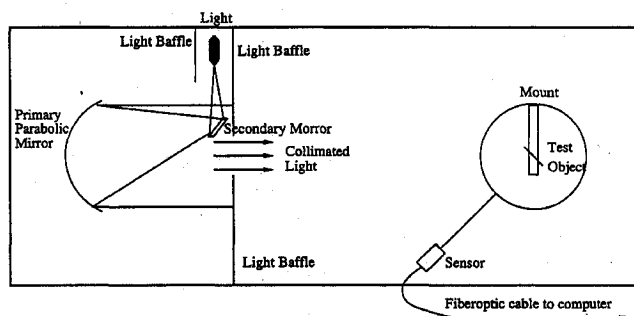 Light
Light Baffle
Light Baffle
Primary
Parabolic
Mirror
Secondary Morror
Collimated
Light
Mount
Test
Object
Sensor
Light Baffle
Fiberoptic cable to computer